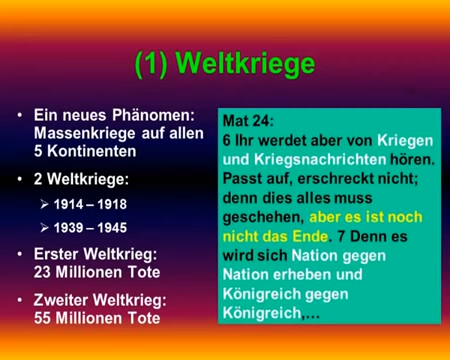 (1) Weltkriege
• Ein neues Phänomen:
Massenkriege auf allen
5 Kontinenten
• 2 Weltkriege:
➢ 1914 – 1918
➢ 1939 – 1945
• Erster Weltkrieg:
23 Millionen Tote
• Zweiter Weltkrieg:
55 Millionen Tote
Mat 24:
6 Ihr werdet aber von Kriegen
und Kriegsnachrichten hören.
Passt auf, erschreckt nicht;
denn dies alles muss
geschehen, aber es ist noch
nicht das Ende. 7 Denn es
wird sich Nation gegen
Nation erheben und
Königreich gegen
Königreich,…